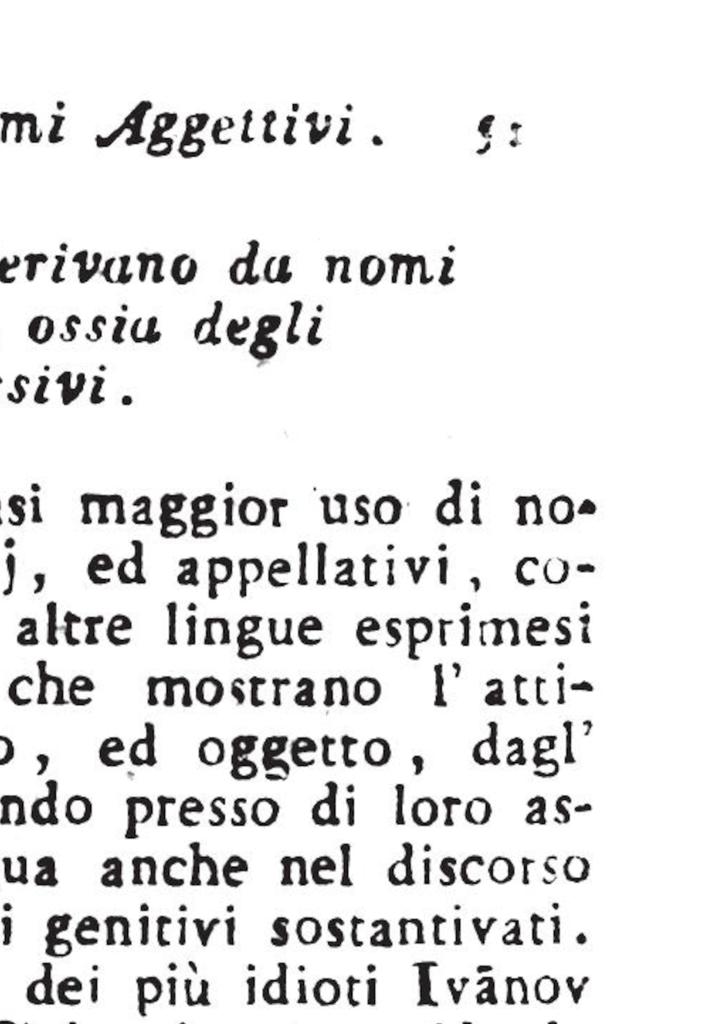 mi Aggettivi.
erivano da nomi
ossia degli
sivi.
si maggior uso di no-
j, ed appellativi, co-
altre lingue esprimesi
che mostrano l' atti-
o, ed oggetto, dagl'
ndo presso di loro as-
ua anche nel discorso
i genitivi sostantivati.
dei più idioti Ivānov